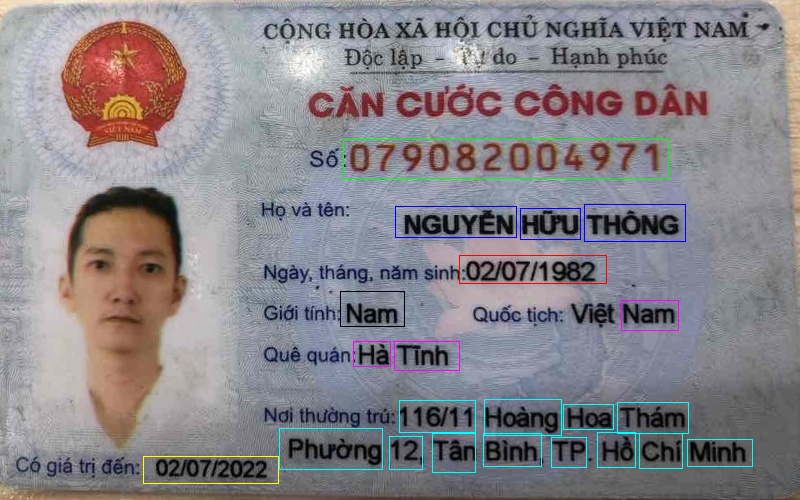 CỘNG HÒA XÃ HỘI CHỦ NGHĨA VIỆT NAM
Độc lập - Tự do - Hạnh phúc
CĂN CƯỚC CÔNG DÂN
Số: 079082004971
Họ và tên: NGUYỄN HỮU THÔNG
Ngày, tháng, năm sinh: 02/07/1982
Giới tính: Nam Quốc tịch: Việt Nam
Quê quán: Hà Tĩnh
Nơi thường trú: 116/11 Hoàng Hoa Thám
Phường 12, Tân Bình, TP. Hồ Chí Minh
Có giá trị đến: 02/07/2022
VIỆT NAM